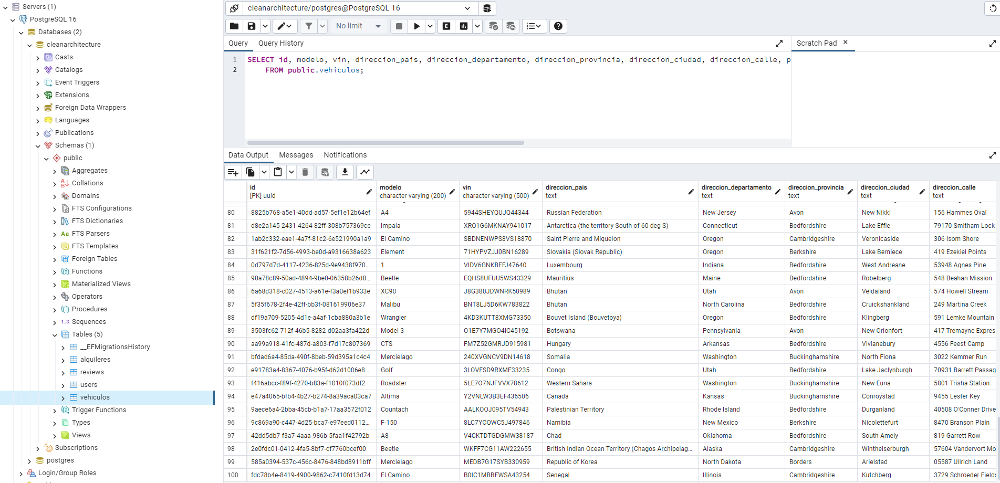 Servers (1)
PostgreSQL 16
Databases (2)
cleanarchitecture
Casts
Catalogs
Event Triggers
Extensions
Foreign Data Wrappers
Languages
Publications
Schemas (1)
public
Aggregates
Collations
Domains
FTS Configurations
FTS Dictionaries
Aa FTS Parsers
FTS Templates
Foreign Tables
Functions
Materialized Views
Operators
Procedures
1..3 Sequences
Tables (5)
__EFMigrationsHistory
alquileres
reviews
users
vehiculos
Trigger Functions
Types
Views
Subscriptions
postgres
Login/Group Roles
cleanarchitecture/postgres@PostgreSQL 16
No limit
E
Query Query History
Scratch Pad ×
1 SELECT id, modelo, vin, direccion_pais, direccion_departamento, direccion_provincia, direccion_ciudad, direccion_calle, p
2 FROM public.vehiculos;
Data Output Messages Notifications
id modelo vin direccion_pais direccion_departamento direccion_provincia direccion_ciudad direccion_calle
[PK] uuid character varying (200) character varying (500) text text text text text
80 8825b768-a5e1-40dd-ad57-5ef1e12b64ef A4 5944SHEYQUJQ44344 Russian Federation New Jersey Avon New Nikki 156 Hammes Oval
81 d8e2a145-2431-4264-82ff-308b757369ce Impala XRO1G6MKNAY941017 Antarctica (the territory South of 60 deg S) Connecticut Bedfordshire Lake Effie 79170 Smitham Lock
82 1ab2c332-eae1-4a7f-81c2-6e521990a1a9 El Camino SBDNENWPS8VS18870 Saint Pierre and Miquelon Oregon Cambridgeshire Veronicaside 306 Isom Shore
83 31f621f2-7d56-4993-be0d-a9316638a623 Element 71HYPVZJJ0BN16289 Slovakia (Slovak Republic) Oregon Berkshire Lake Berniece 419 Ezekiel Points
84 0d797d7d-4117-4236-825d-9e9438f970... 1 VIDV6GNKBFFJ47640 Luxembourg Indiana Bedfordshire West Andreane 53948 Agnes Pine
85 90a78c89-50ad-4894-9be0-06358b26d8... Beetle EQHS8UFUU5WS43329 Mauritius Maine Bedfordshire Robelberg 548 Beahan Mission
86 6a68d318-c027-4513-a61e-f3a0ef1b933e XC90 J8G380JDWNRK50989 Bhutan Utah Avon Veldaland 574 Howell Stream
87 5f35f678-2f4e-42ff-bb3f-081619906e37 Malibu BNT8LJ5D6KW783822 Bhutan North Carolina Bedfordshire Cruickshankland 249 Martina Creek
88 df19a709-5205-4d1e-a4af-1cba880a3b1e Wrangler 4KD3KUTT8XMG73350 Bouvet Island (Bouvetoya) Oregon Bedfordshire Klingberg 591 Lemke Mountain
89 3503fc62-712f-46b5-8282-d02aa3fa422d Model 3 O1E7Y7MGO4IC45192 Botswana Pennsylvania Avon New Orionfort 417 Tremayne Expres
90 aa99a918-41fc-487d-a803-f7d17c807369 CTS FM7Z52GMRJD915981 Hungary Arkansas Bedfordshire Vivianebury 4556 Feest Camp
91 bfdad6a4-85da-490f-8beb-59d395a1c4c4 Mercielago 240XVGNCV9DN14618 Somalia Washington Buckinghamshire North Fiona 3022 Kemmer Run
92 e91783a4-8367-4076-b95f-d62d1006e8... Golf 3LOVFSD9RXMF33235 Congo Utah Bedfordshire Lake Jaclynburgh 70931 Barrett Passag
93 f416abcc-f89f-4270-b83a-f1010f073df2 Roadster 5LE7O7NJFVVX78612 Western Sahara Washington Buckinghamshire New Euna 5801 Trisha Station
94 e47a4065-bfb4-4b27-b274-8a39aca03ca7 Altima Y2VNLW3B3EF436506 Canada Kansas Buckinghamshire Conroystad 9455 Lester Key
95 9aece6a4-2bba-45cb-b1a7-17aa3572f012 Countach AALKOOJ095TV54943 Palestinian Territory Rhode Island Bedfordshire Durganland 40508 O'Conner Drive
96 9c869a90-c447-4d25-bca7-e97eed0112... F-150 8LC7YOQWC5J497846 Namibia New Mexico Berkshire Nicolettefurt 8470 Branson Plain
97 42dd5db7-f3a7-4aaa-986b-5faa1f42792b A8 V4CKTDTGDGMW38187 Chad Oklahoma Bedfordshire South Amely 819 Garrett Row
98 2e0fdc01-0412-4fa5-8bf7-cf7760bcef00 Beetle WKFF7CG11AW222655 British Indian Ocean Territory (Chagos Archipelag... Alaska Cambridgeshire Wintheiserburgh 57604 Vandervort Mo
99 585a0394-537c-456c-8476-848bd8911bff Mercielago MEDB7G17SYB330959 Republic of Korea North Dakota Borders Arielstad 05587 Ullrich Land
100 fdc78b4e-8419-4900-9862-c7410fd13d74 El Camino B0IC1MBBFWSA43254 Senegal Illinois Cambridgeshire Kutchberg 3729 Schroeder Field